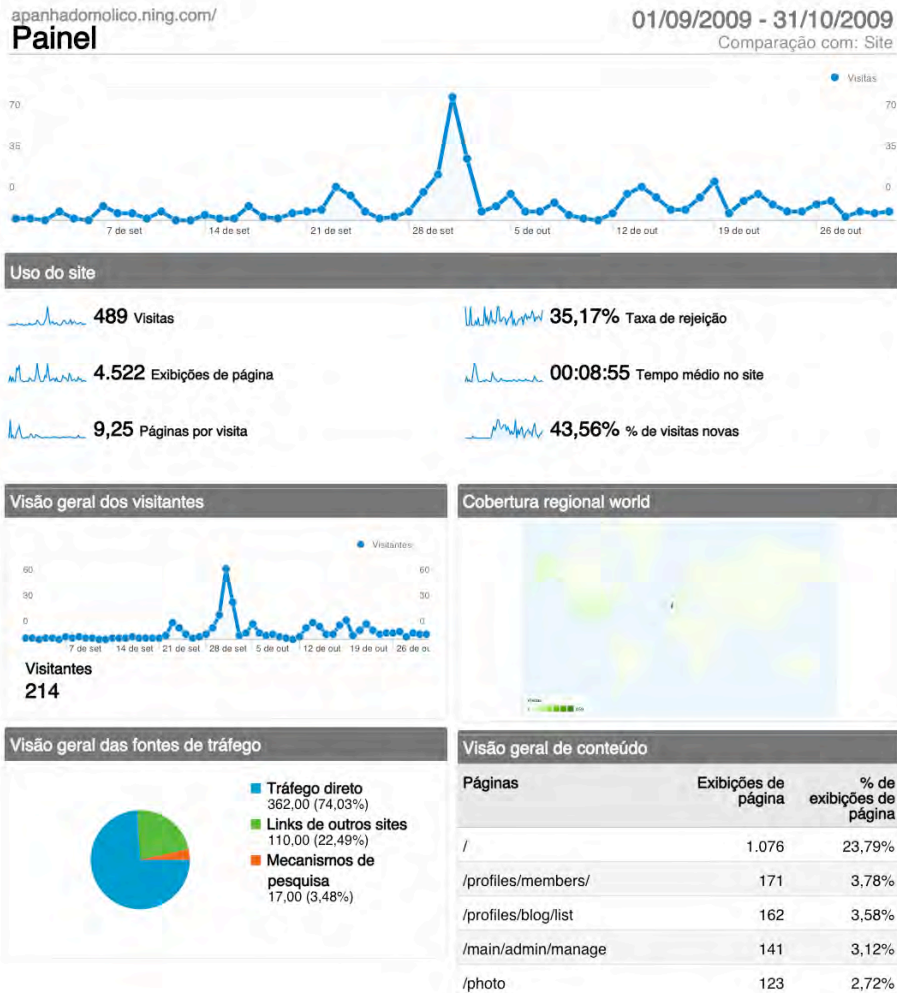 apanhadomolico.ning.com/
Painel
01/09/2009 - 31/10/2009
Comparação com: Site
Visitas
70 70
35 35
0 0
7 de set 14 de set 21 de set 28 de set 5 de out 12 de out 19 de out 26 de out
Uso do site
489 Visitas
35,17% Taxa de rejeição
4.522 Exibições de página
00:08:55 Tempo médio no site
9,25 Páginas por visita
43,56% % de visitas novas
Visão geral dos visitantes
Visitantes
60 60
30 30
0 0
7 de set 14 de set 21 de set 28 de set 5 de out 12 de out 19 de out 26 de ou
Visitantes
214
Cobertura regional world
Visão geral das fontes de tráfego
Tráfego direto
362,00 (74,03%)
Links de outros sites
110,00 (22,49%)
Mecanismos de
pesquisa
17,00 (3,48%)
Visão geral de conteúdo
Páginas Exibições de página % de exibições de página
/ 1.076 23,79%
/profiles/members/ 171 3,78%
/profiles/blog/list 162 3,58%
/main/admin/manage 141 3,12%
/photo 123 2,72%